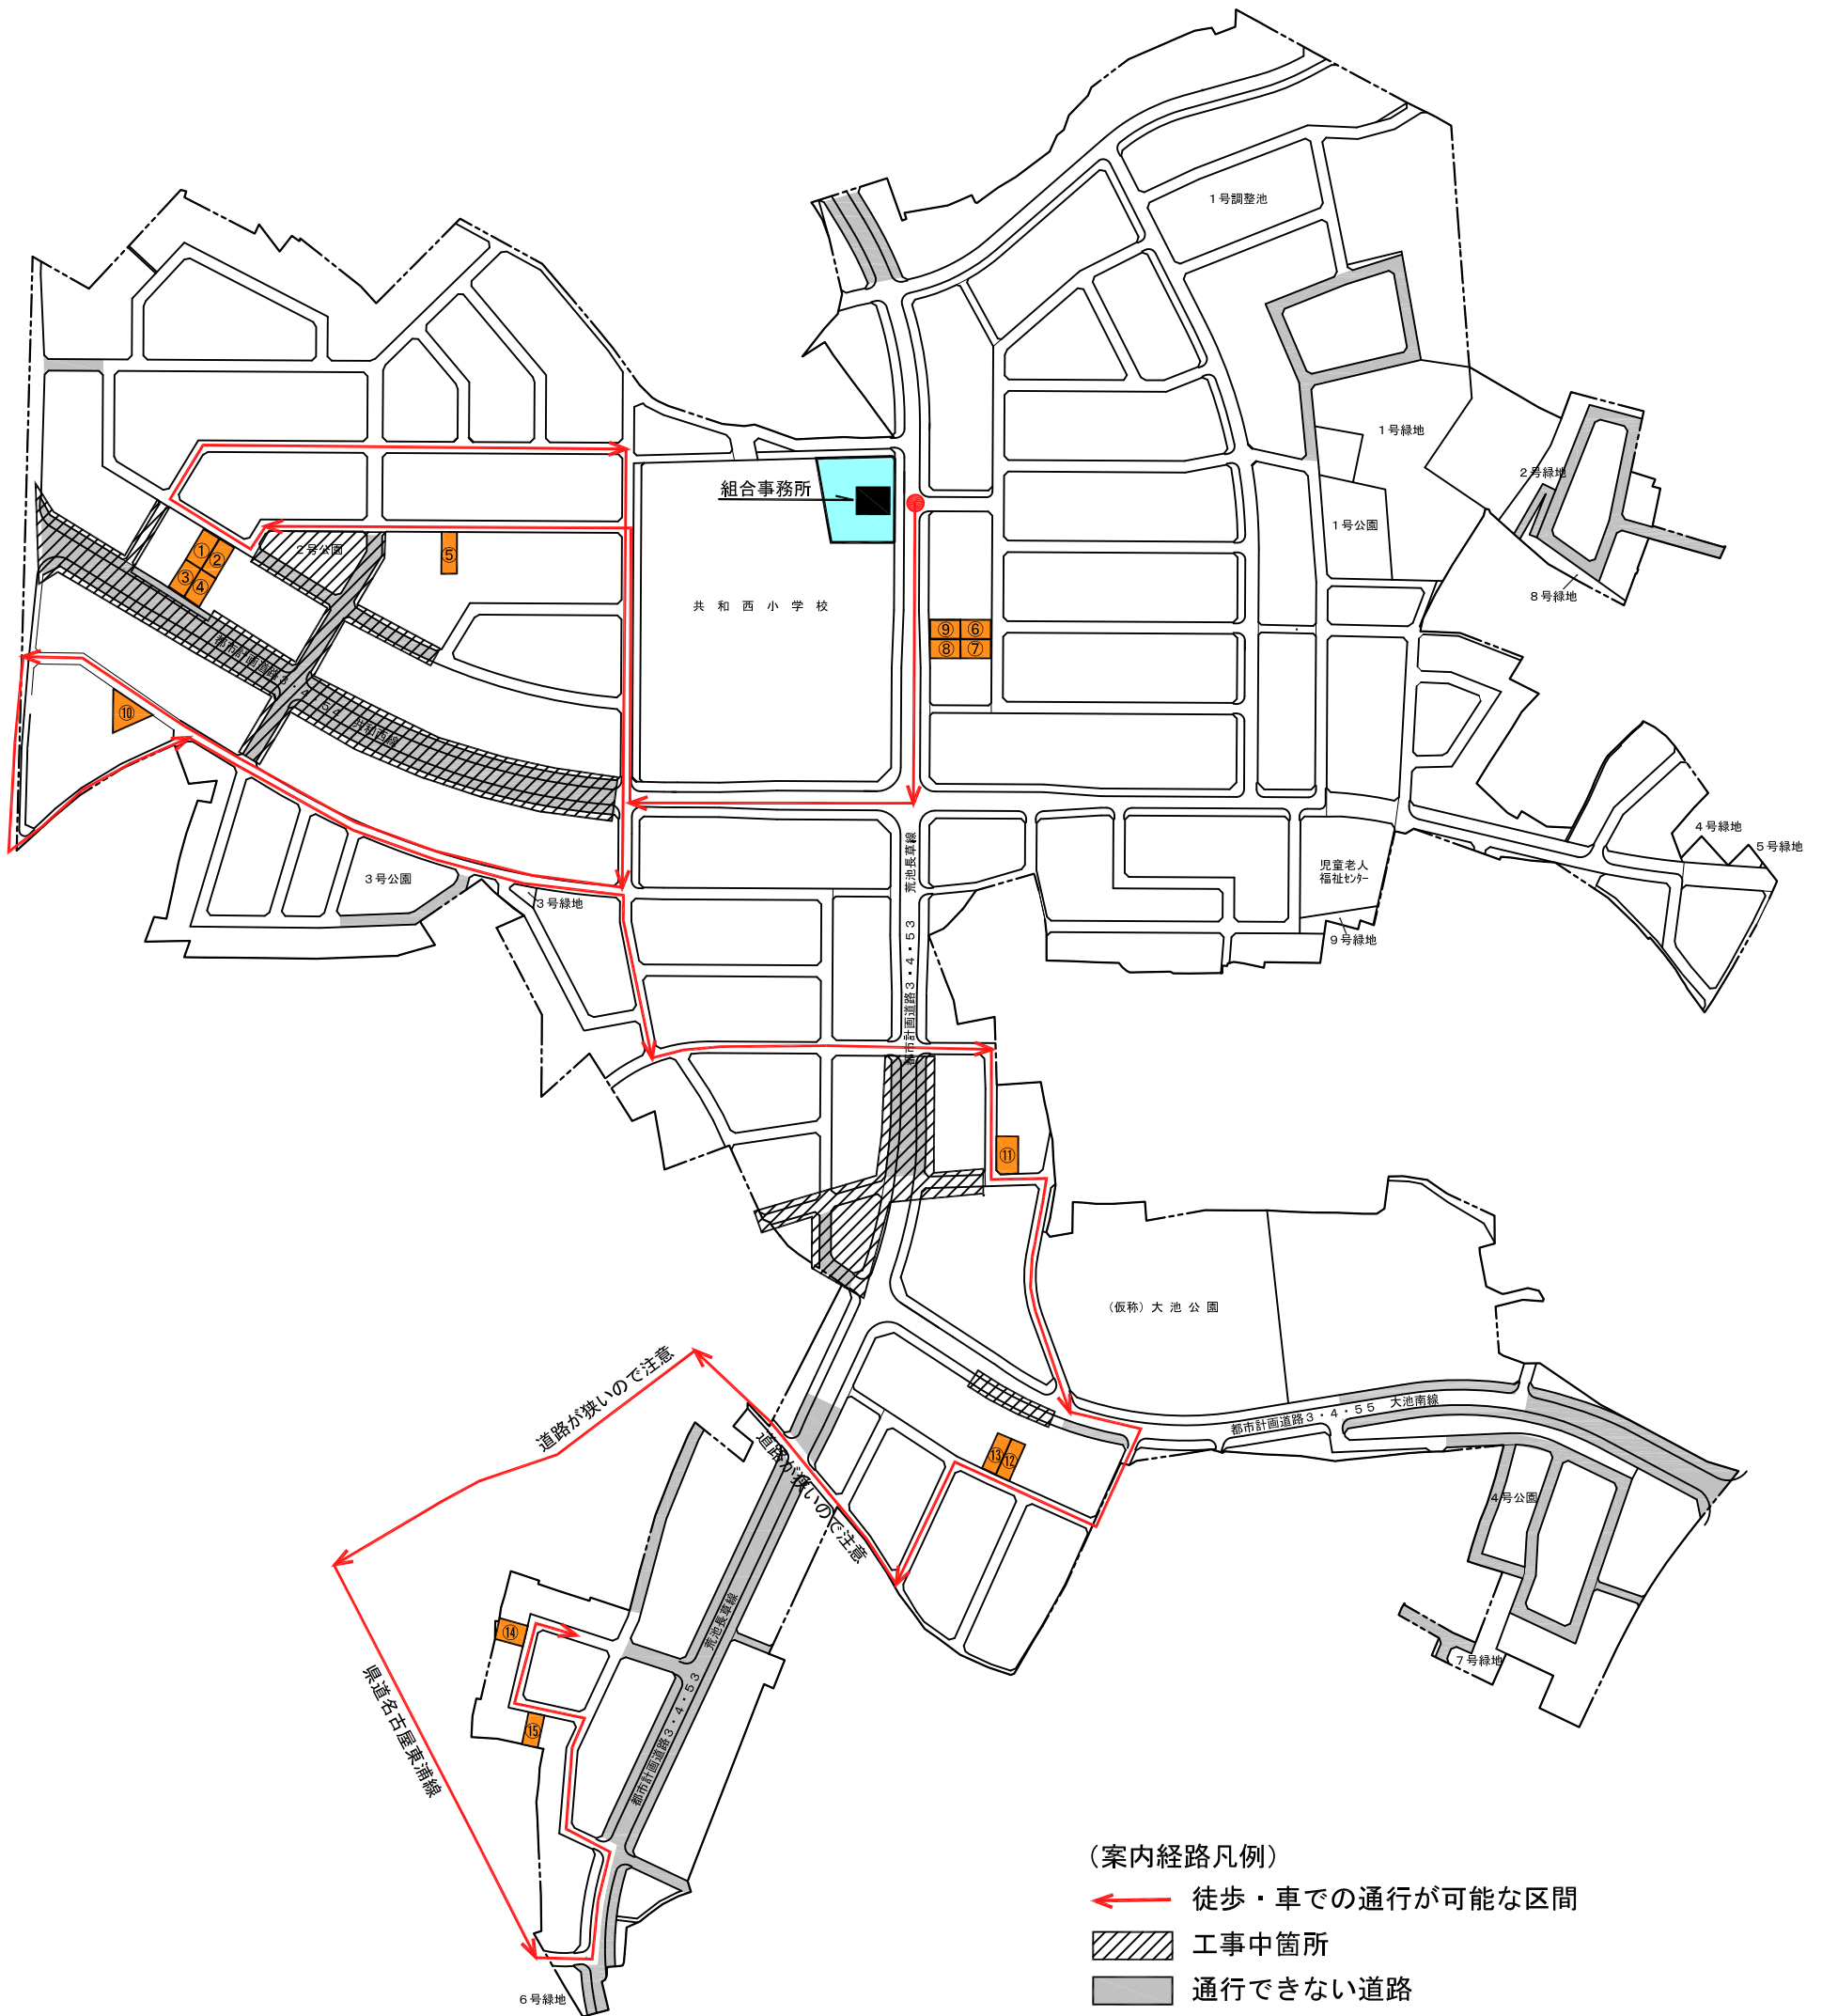 １号調整池
１号緑地
２号緑地
組合事務所
１号公園
２号公園
①
②
③
④
⑤
８号緑地
共和西小学校
⑨
⑥
⑧
⑦
都市計画道路３・４・５４　共和西線
⑩
４号緑地
５号緑地
児童老人
福祉ｾﾝﾀｰ
３号公園
３号緑地
９号緑地
都市計画道路３・４・５３　荒池長草線
⑪
（仮称）大池公園
道路が狭いので注意
都市計画道路３・４・５５　大池南線
道路が狭いので注意
⑬
⑫
４号公園
⑭
７号緑地
県道名古屋東浦線
⑮
都市計画道路３・４・５３　荒池長草線
６号緑地
（案内経路凡例）
徒歩・車での通行が可能な区間
工事中箇所
通行できない道路